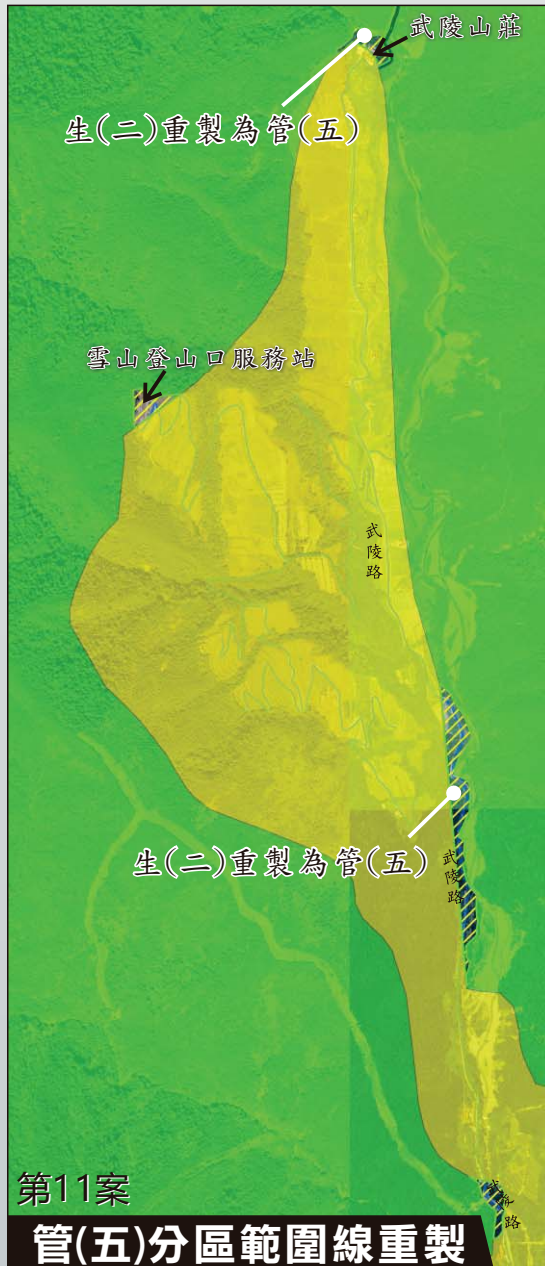 武陵山莊
生(二)重製為管(五)
雪山登山口服務站
武陵路
生(二)重製為管(五)
武陵路
武陵路
第11案
管(五)分區範圍線重製